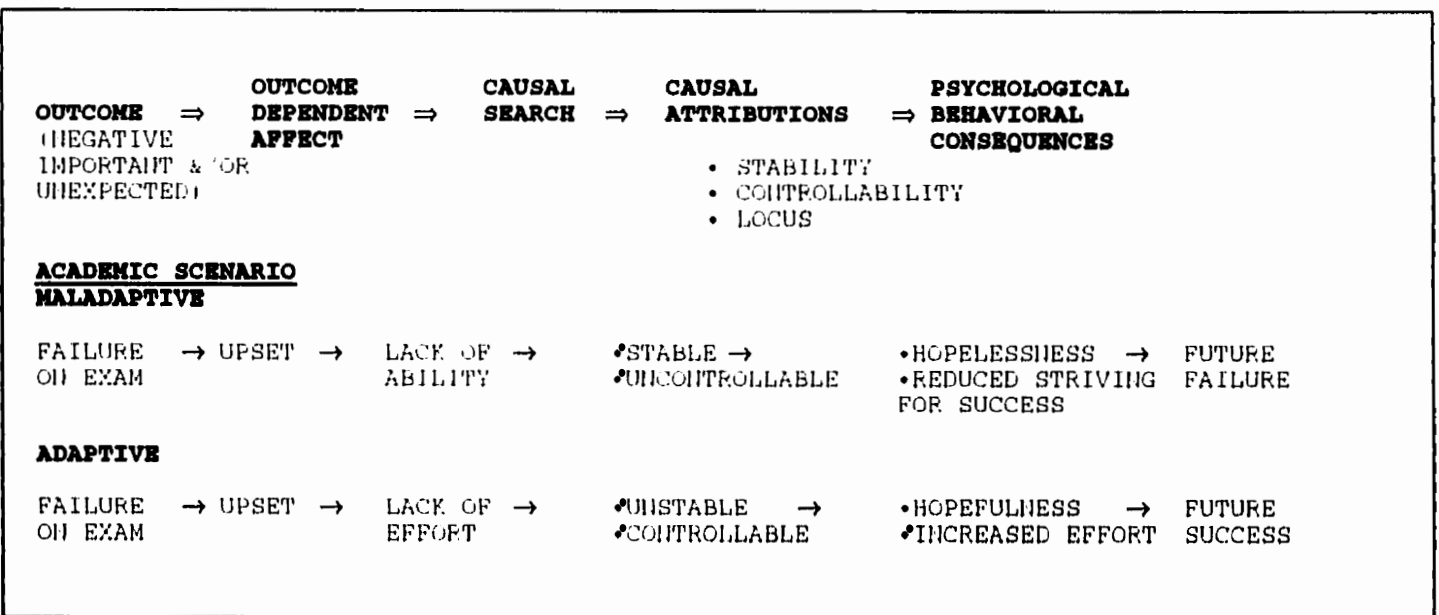 OUTCOME CAUSAL CAUSAL PSYCHOLOGICAL
OUTCOME ⇒ DEPENDENT ⇒ SEARCH ⇒ ATTRIBUTIONS ⇒ BEHAVIORAL
(NEGATIVE AFFECT CONSEQUENCES
IMPORTANT &/OR • STABILITY
UNEXPECTED) • CONTROLLABILITY
• LOCUS
ACADEMIC SCENARIO
MALADAPTIVE
FAILURE → UPSET → LACK OF → •STABLE → •HOPELESSNESS → FUTURE
ON EXAM ABILITY •UNCONTROLLABLE •REDUCED STRIVING FAILURE
FOR SUCCESS
ADAPTIVE
FAILURE → UPSET → LACK OF → •UNSTABLE → •HOPEFULNESS → FUTURE
ON EXAM EFFORT •CONTROLLABLE •INCREASED EFFORT SUCCESS